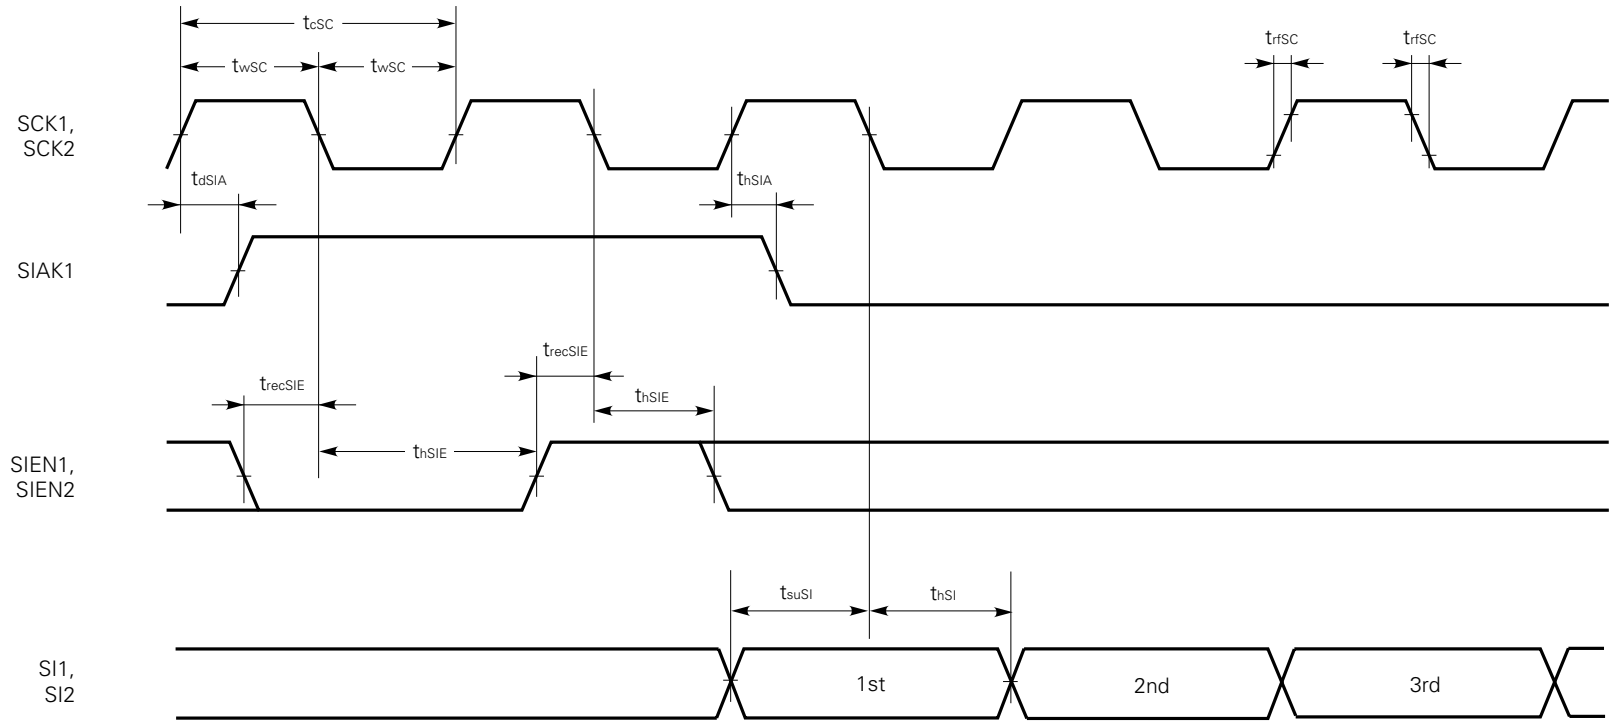 tcSC
twSC
twSC
trfSC
trfSC
SCK1,
SCK2
tdSIA
thSIA
SIAK1
trecSIE
trecSIE
thSIE
thSIE
SIEN1,
SIEN2
tsuSI
thSI
SI1,
SI2
1st
2nd
3rd